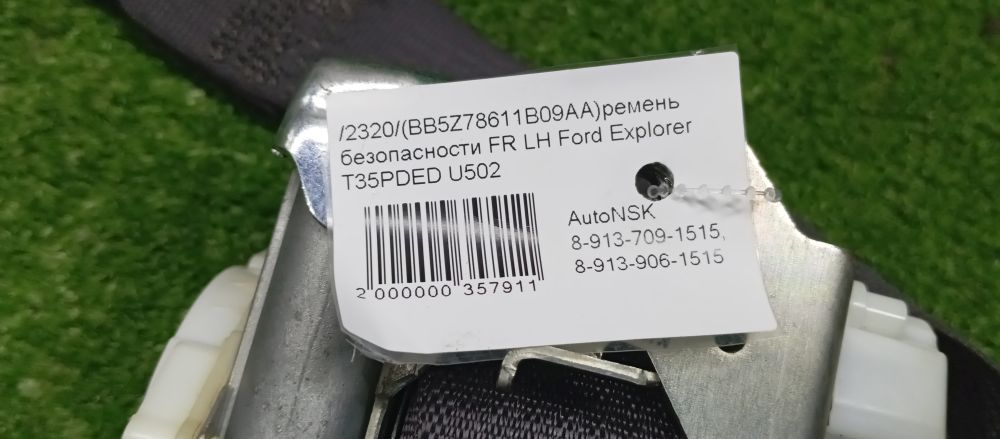 /2320/(BB5Z78611B09AA)ремень
безопасности FR LH Ford Explorer
T35PDED U502
AutoNSK
8-913-709-1515,
8-913-906-1515
2 000000 357911